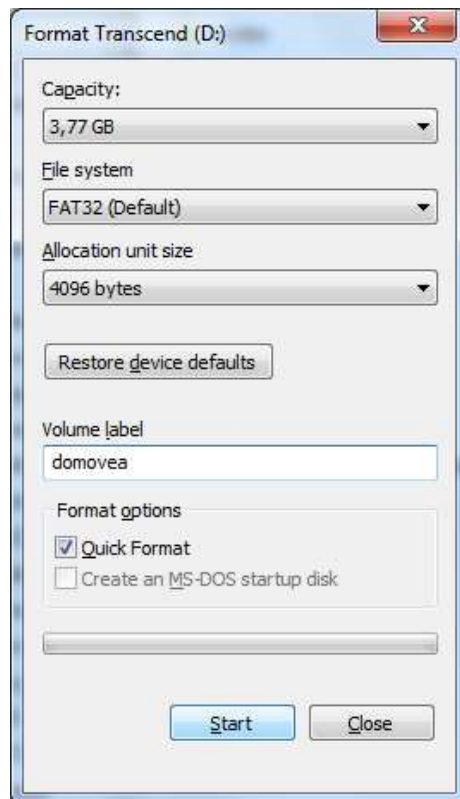 Format Transcend (D:)
Capacity:
3,77 GB
File system
FAT32 (Default)
Allocation unit size
4096 bytes
Restore device defaults
Volume label
domovea
Format options
Quick Format
Create an MS-DOS startup disk
Start
Close